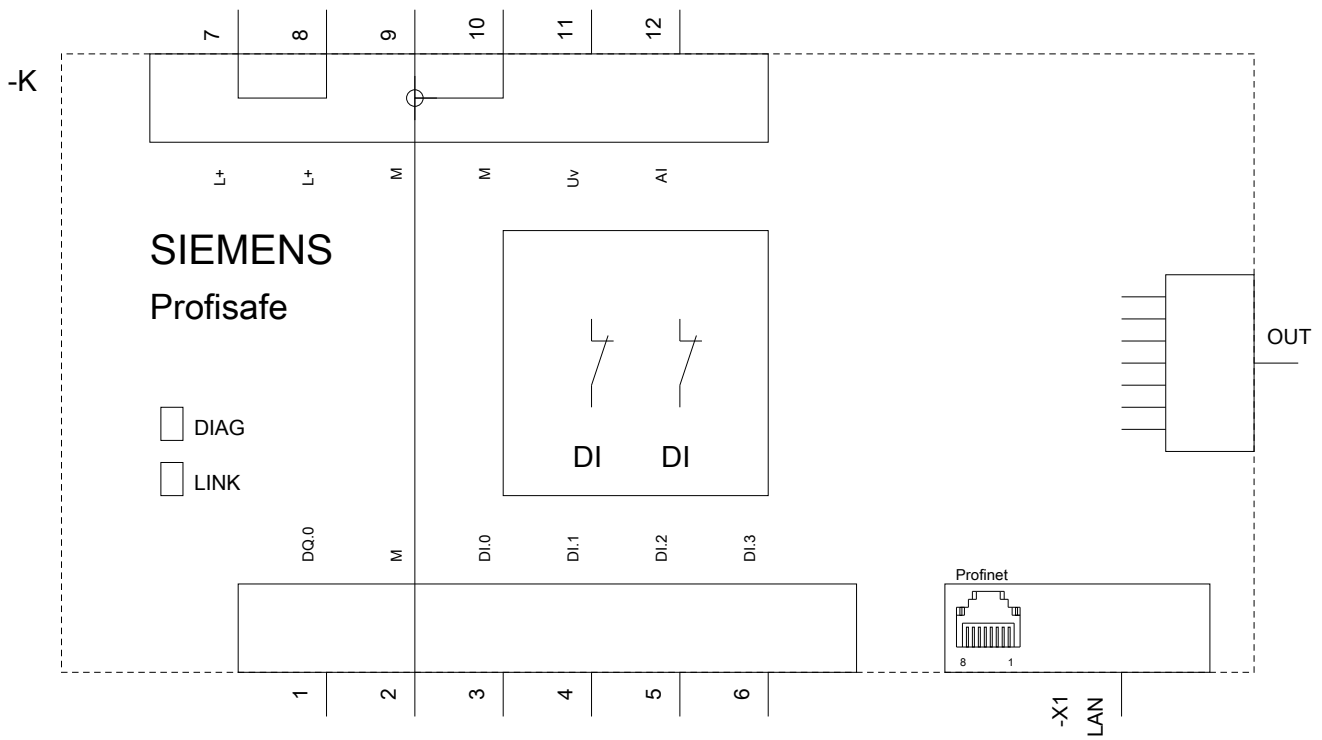 7 8 9 10 11 12
-K
L+ L+ M M Uv AI
SIEMENS
Profisafe
OUT
DIAG
DI DI
LINK
DQ.0 M DI.0 DI.1 DI.2 DI.3
Profinet
8 1
1 2 3 4 5 6
-X1
LAN